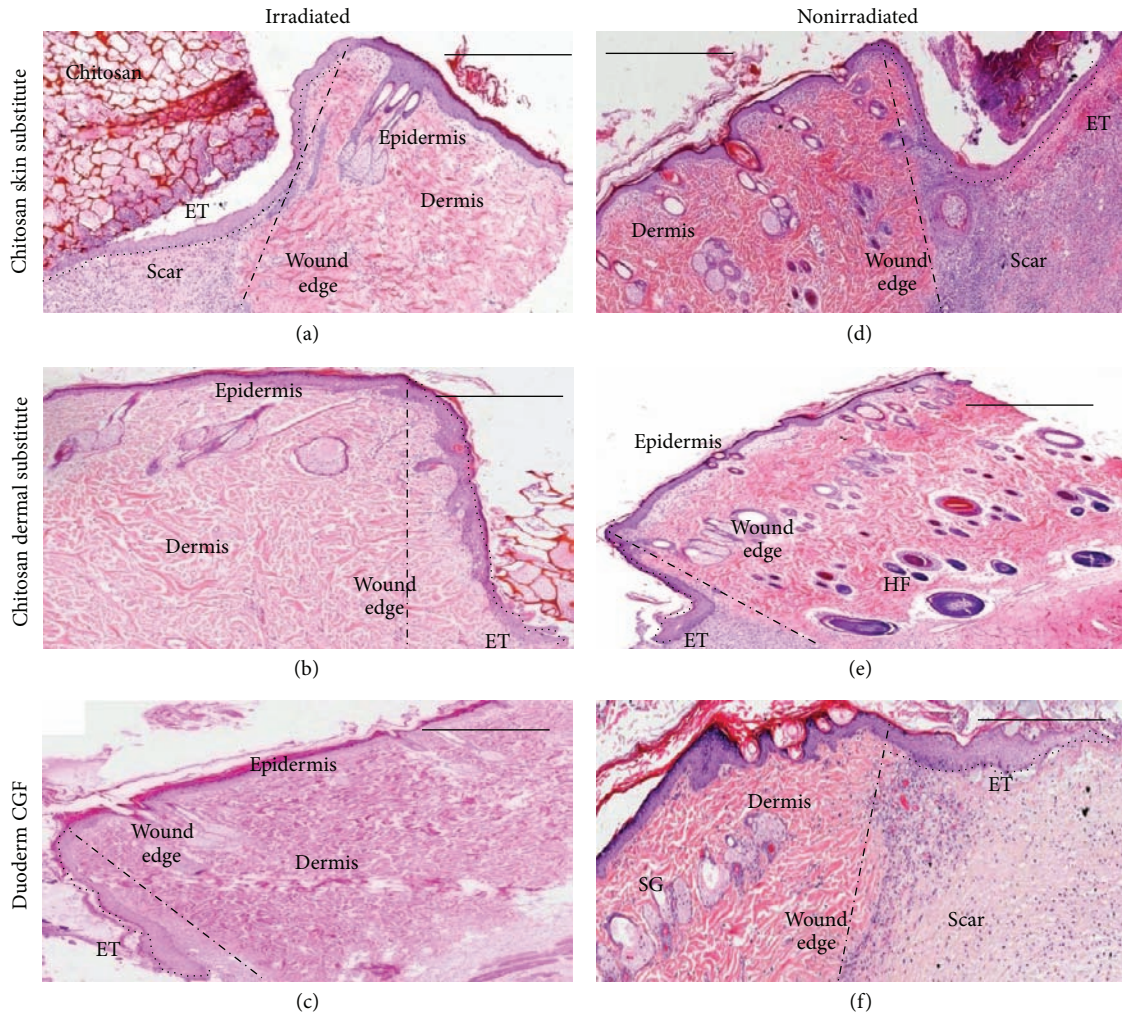 Irradiated
Nonirradiated
Chitosan skin substitute
Chitosan
Epidermis
ET
Dermis
Scar
Wound
edge
(a)
ET
Dermis
Wound
edge
Scar
(d)
Chitosan dermal substitute
Epidermis
Dermis
Wound
edge
ET
(b)
Epidermis
Wound
edge
HF
ET
(e)
Duoderm CGF
Epidermis
Wound
edge
Dermis
ET
(c)
ET
Dermis
SG
Wound
edge
Scar
(f)